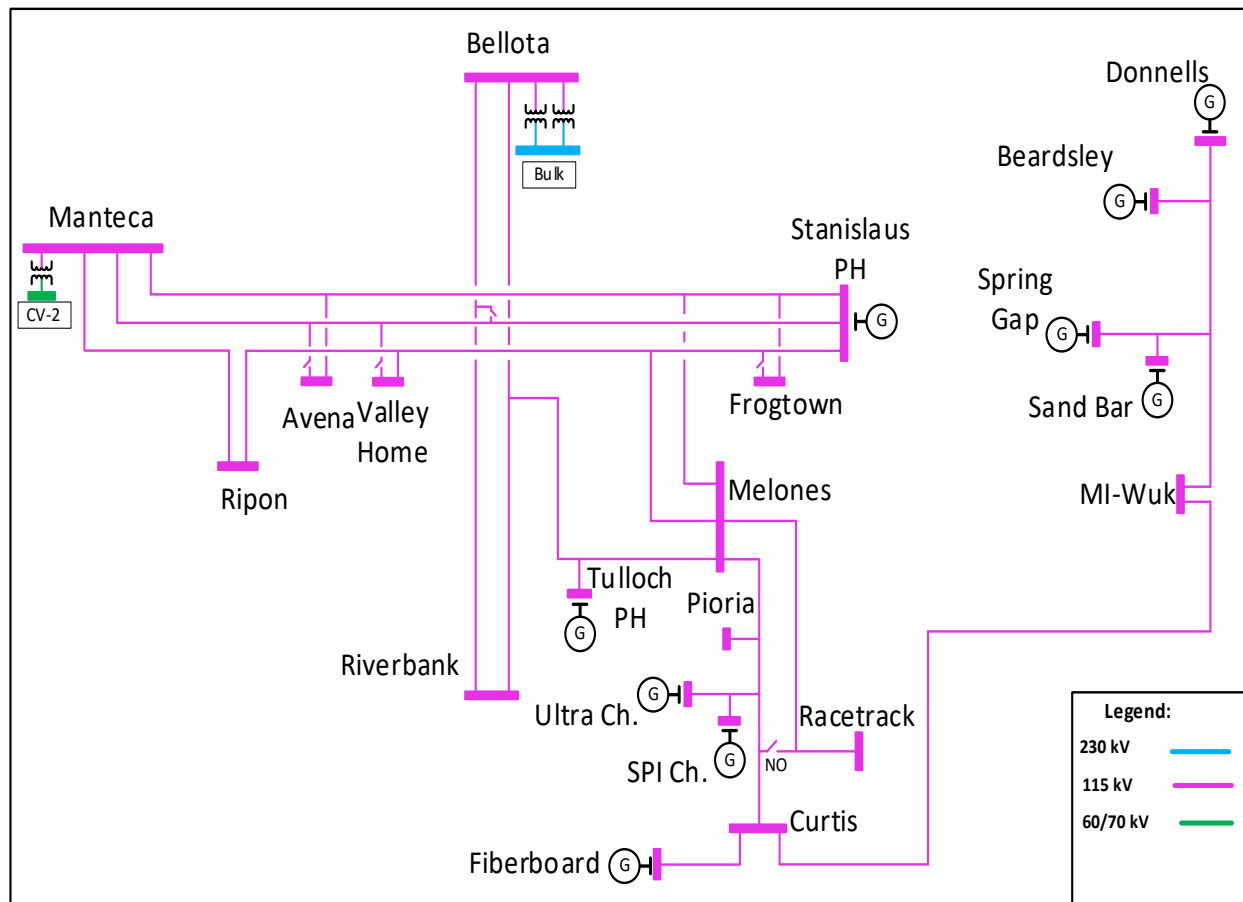 Bellota
Donnells
G
Beardsley
G
Bulk
Manteca
Stanislaus
PH
G
CV-2
Spring
Gap
G
Sand Bar
G
Avena
Valley
Home
Frogtown
Ripon
Melones
MI-Wuk
Tulloch
PH
G
Pioria
Riverbank
Ultra Ch.
G
SPI Ch.
G
NO
Racetrack
Curtis
Fiberboard
G
Legend:
230 kV
115 kV
60/70 kV